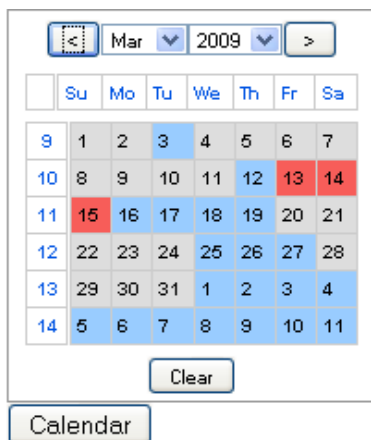 < Mar 2009 >
Su Mo Tu We Th Fr Sa
9 1 2 3 4 5 6 7
10 8 9 10 11 12 13 14
11 15 16 17 18 19 20 21
12 22 23 24 25 26 27 28
13 29 30 31 1 2 3 4
14 5 6 7 8 9 10 11
Clear
Calendar